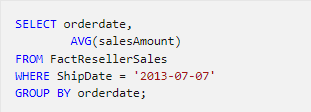 SELECT orderdate,
AVG(salesAmount)
FROM FactResellerSales
WHERE ShipDate = '2013-07-07'
GROUP BY orderdate;